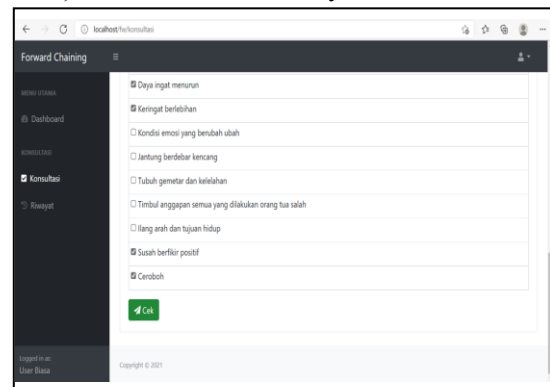 localhost/fw/konsultasi
Forward Chaining
MENU UTAMA
Dashboard
KONSULTASI
Konsultasi
Riwayat
Logged in as:
User Biasa
Daya ingat menurun
Keringat berlebihan
Kondisi emosi yang berubah ubah
Jantung berdebar kencang
Tubuh gemetar dan kelelahan
Timbul anggapan semua yang dilakukan orang tua salah
Ilang arah dan tujuan hidup
Susah berfikir positif
Ceroboh
Cek
Copyright © 2021